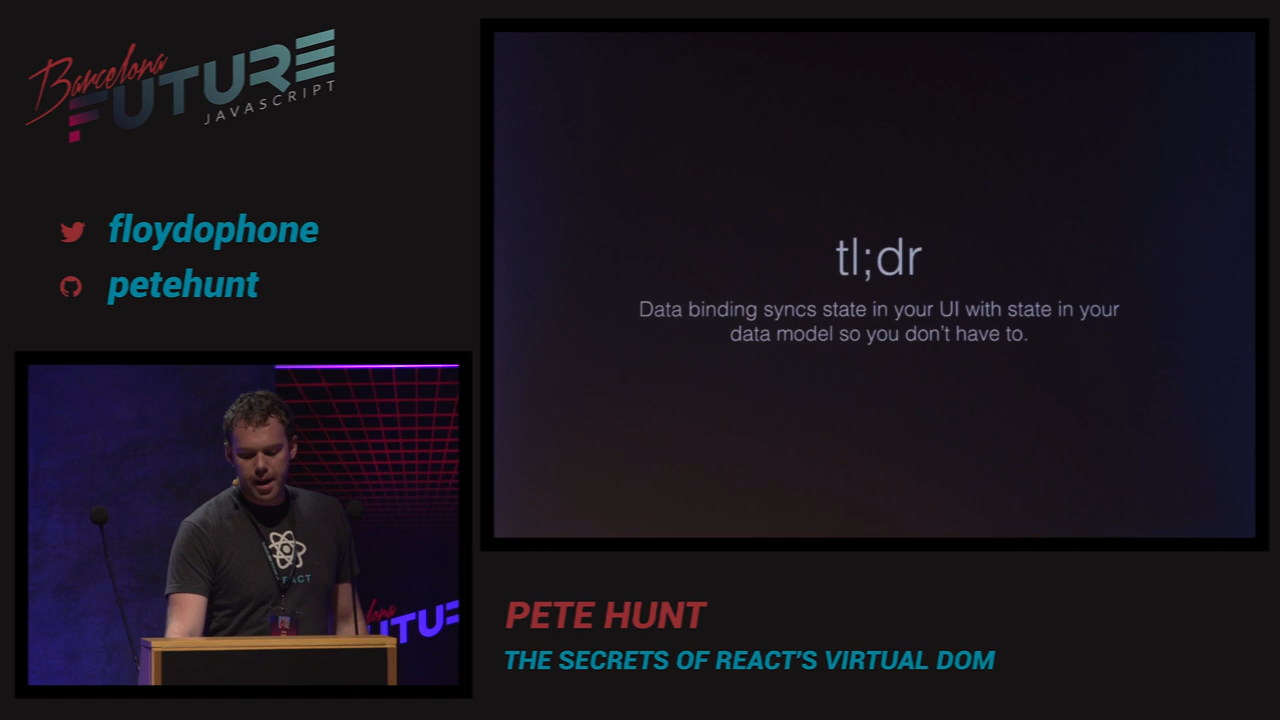 Barcelona
FUTURE
JAVASCRIPT
floydophone
petehunt
tl;dr
Data binding syncs state in your UI with state in your
data model so you don't have to.
PETE HUNT
THE SECRETS OF REACT'S VIRTUAL DOM